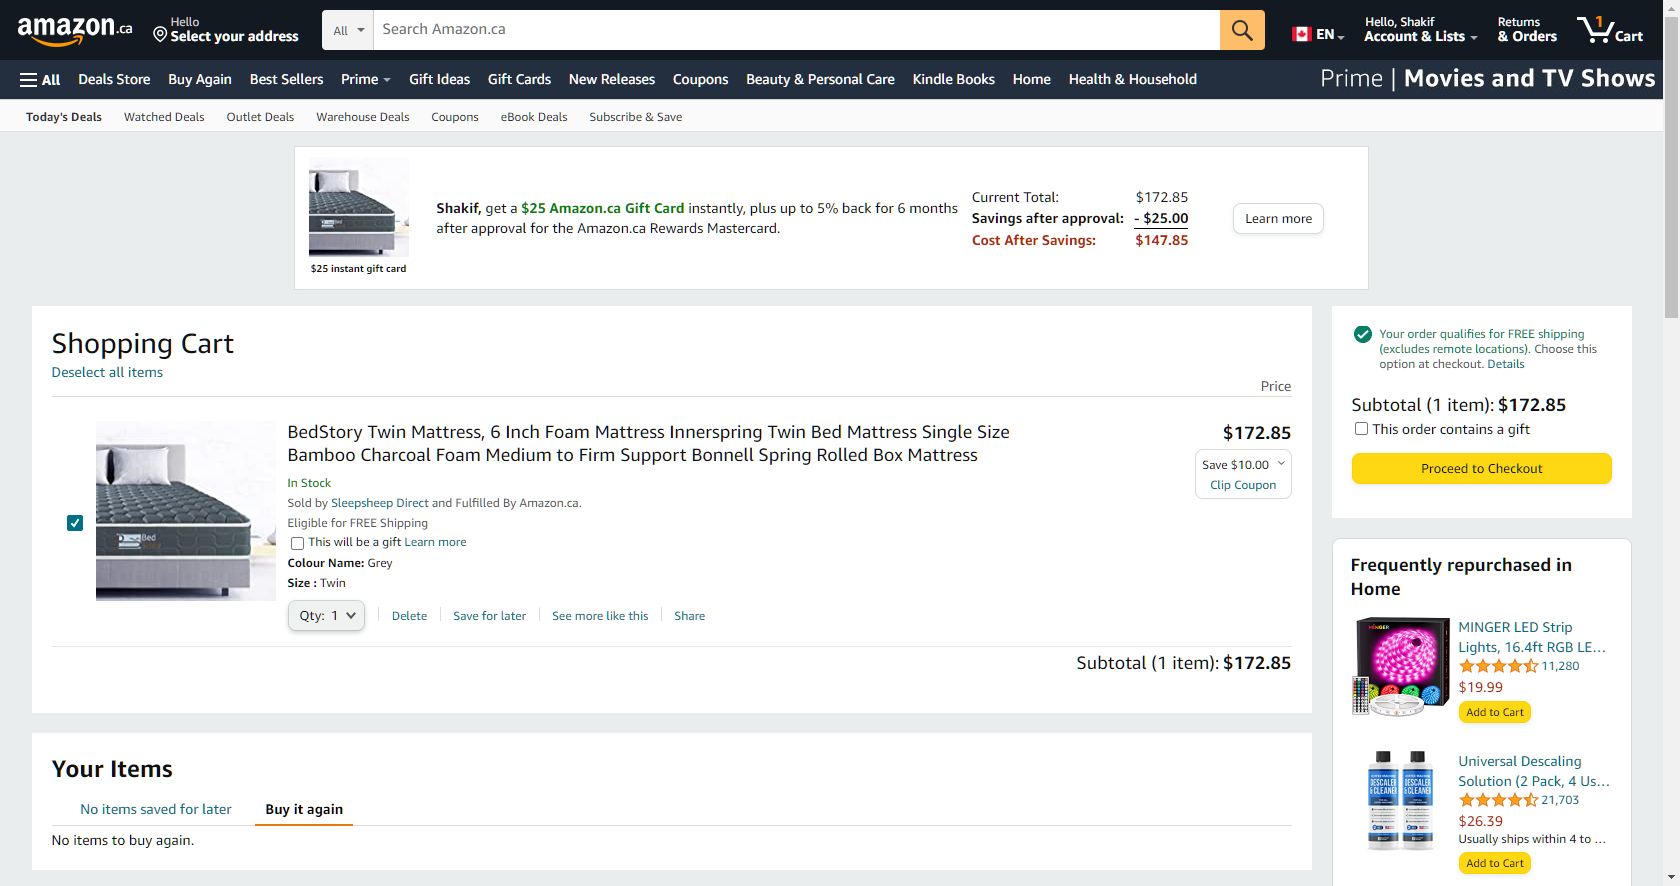 amazon.ca
Hello
Select your address
All
Search Amazon.ca
EN
Hello, Shakif
Account & Lists
Returns
& Orders
1
Cart
All
Deals Store
Buy Again
Best Sellers
Prime
Gift Ideas
Gift Cards
New Releases
Coupons
Beauty & Personal Care
Kindle Books
Home
Health & Household
Prime | Movies and TV Shows
Today's Deals
Watched Deals
Outlet Deals
Warehouse Deals
Coupons
eBook Deals
Subscribe & Save
$25 instant gift card
Shakif, get a $25 Amazon.ca Gift Card instantly, plus up to 5% back for 6 months
after approval for the Amazon.ca Rewards Mastercard.
Current Total: $172.85
Savings after approval: - $25.00
Cost After Savings: $147.85
Learn more
Shopping Cart
Deselect all items
Price
BedStory Twin Mattress, 6 Inch Foam Mattress Innerspring Twin Bed Mattress Single Size
Bamboo Charcoal Foam Medium to Firm Support Bonnell Spring Rolled Box Mattress
$172.85
Save $10.00
Clip Coupon
In Stock
Sold by Sleepsheep Direct and Fulfilled By Amazon.ca.
Eligible for FREE Shipping
This will be a gift Learn more
Colour Name: Grey
Size : Twin
Qty: 1
Delete
Save for later
See more like this
Share
Bed
Subtotal (1 item): $172.85
Your Items
No items saved for later
Buy it again
No items to buy again.
Your order qualifies for FREE shipping
(excludes remote locations). Choose this
option at checkout. Details
Subtotal (1 item): $172.85
This order contains a gift
Proceed to Checkout
Frequently repurchased in
Home
MINGER
MINGER LED Strip
Lights, 16.4ft RGB LE…
11,280
$19.99
Add to Cart
DESCALER
& CLEANER
DESCALER
& CLEANER
Universal Descaling
Solution (2 Pack, 4 Us…
21,703
$26.39
Usually ships within 4 to …
Add to Cart